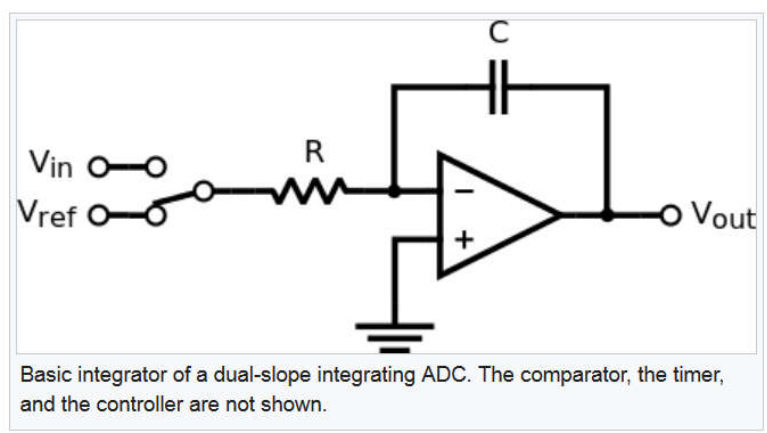 C
R
Vin
Vref
−
+
Vout
Basic integrator of a dual-slope integrating ADC. The comparator, the timer,
and the controller are not shown.